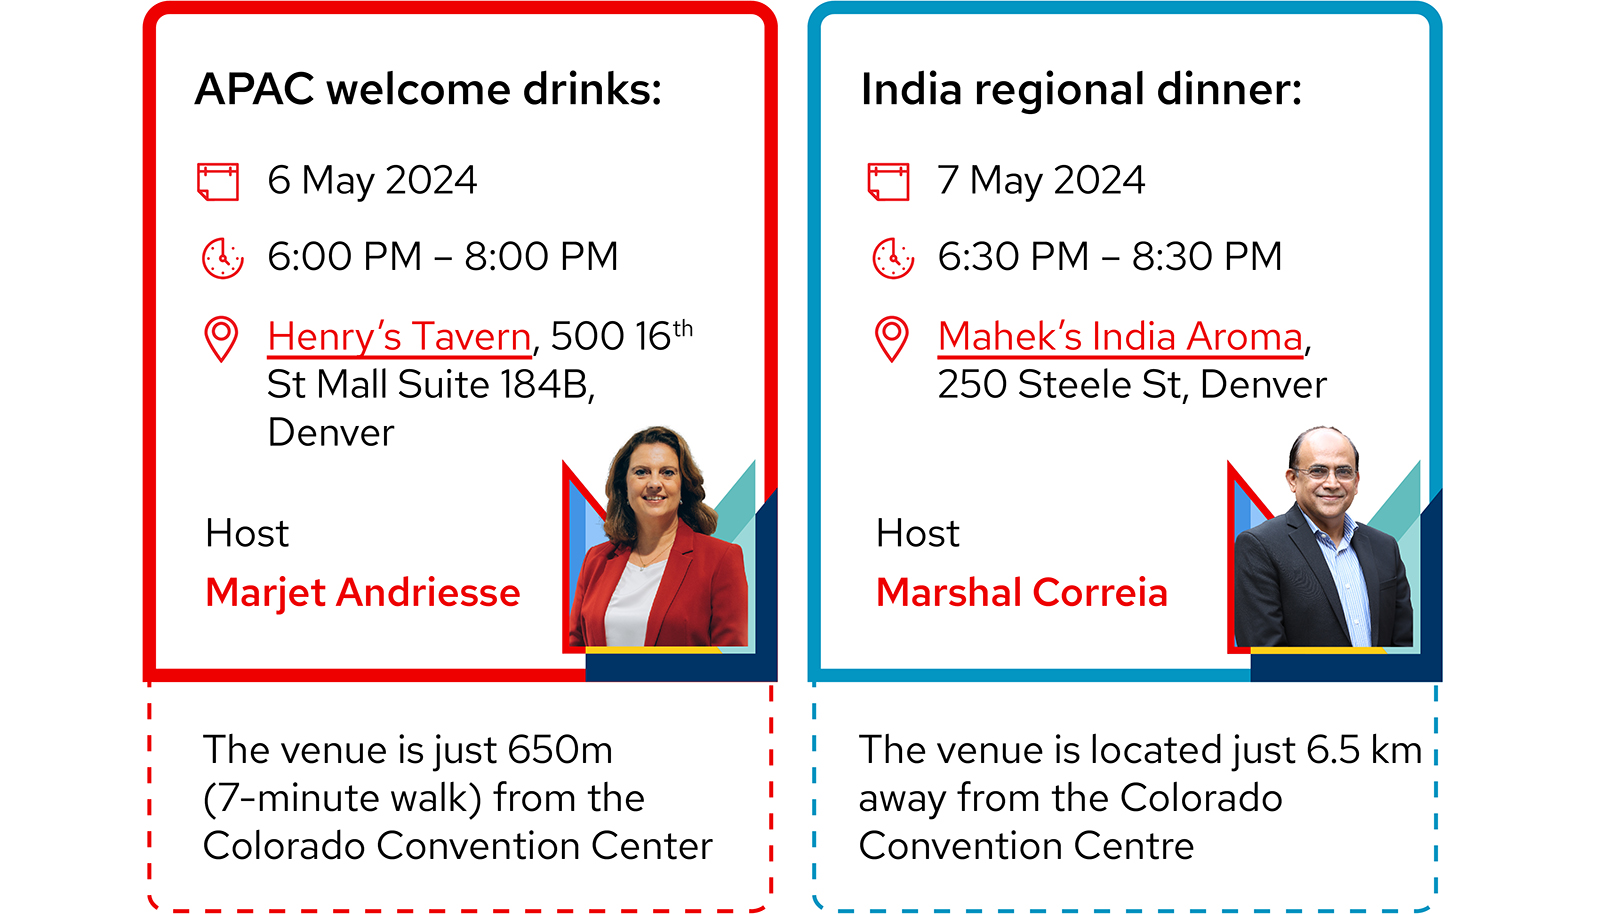 APAC welcome drinks:
6 May 2024
6:00 PM – 8:00 PM
Henry’s Tavern, 500 16th
St Mall Suite 184B,
Denver
Host
Marjet Andriesse
The venue is just 650m
(7-minute walk) from the
Colorado Convention Center
India regional dinner:
7 May 2024
6:30 PM – 8:30 PM
Mahek’s India Aroma,
250 Steele St, Denver
Host
Marshal Correia
The venue is located just 6.5 km
away from the Colorado
Convention Centre